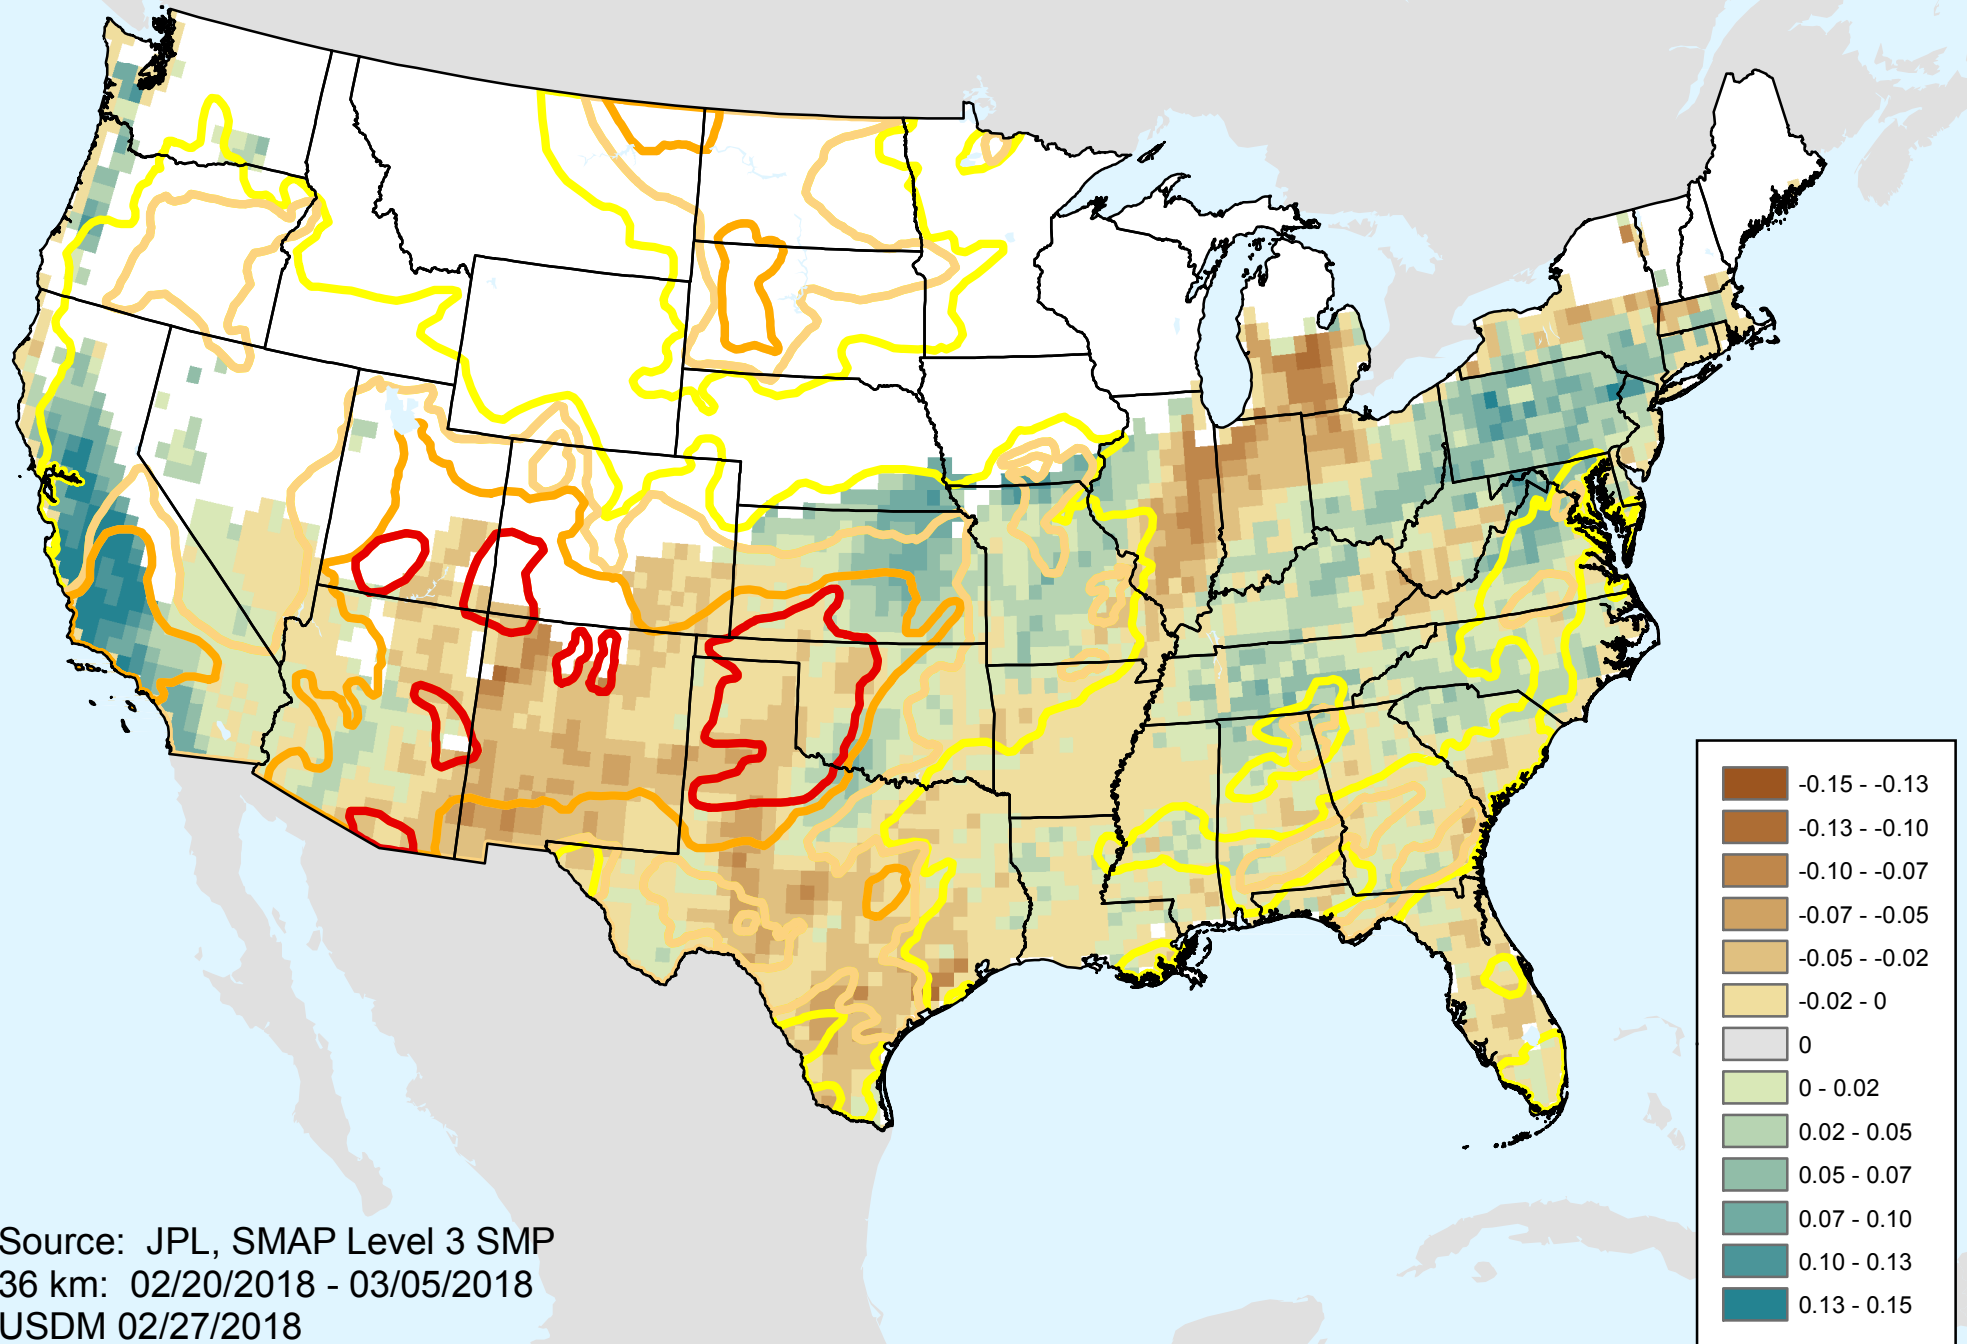 -0.15 - -0.13
-0.13 - -0.10
-0.10 - -0.07
-0.07 - -0.05
-0.05 - -0.02
-0.02 - 0
0
0 - 0.02
0.02 - 0.05
0.05 - 0.07
0.07 - 0.10
0.10 - 0.13
0.13 - 0.15
Source: JPL, SMAP Level 3 SMP
36 km: 02/20/2018 - 03/05/2018
USDM 02/27/2018